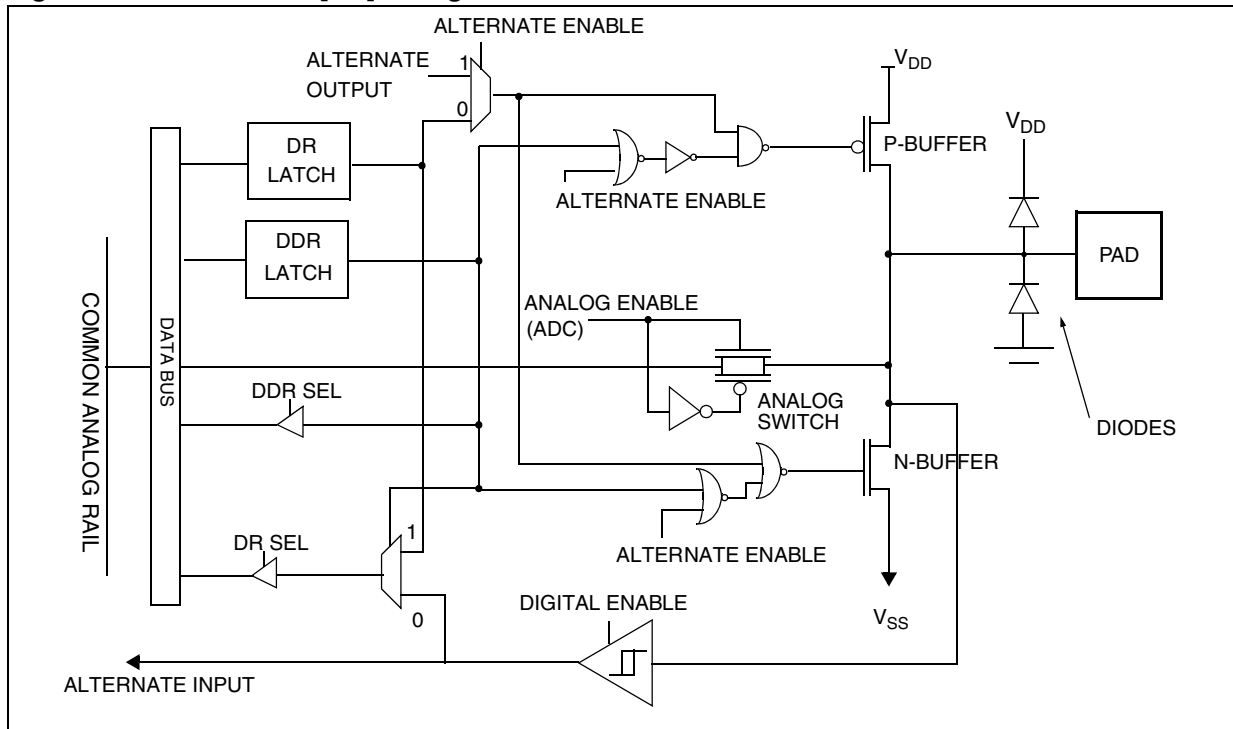 ALTERNATE ENABLE
ALTERNATE
OUTPUT
1
0
VDD
VDD
P-BUFFER
DR
LATCH
ALTERNATE ENABLE
DDR
LATCH
PAD
COMMON ANALOG RAIL
DATA BUS
ANALOG ENABLE
(ADC)
DDR SEL
ANALOG
SWITCH
DIODES
N-BUFFER
1
DR SEL
ALTERNATE ENABLE
0
DIGITAL ENABLE
VSS
ALTERNATE INPUT